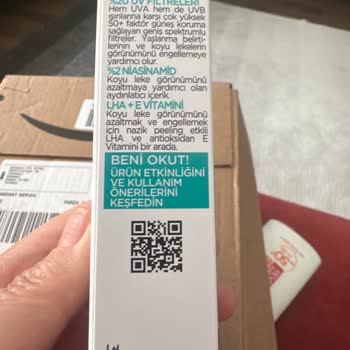 %20 UV FİLTRELERİ
Hem UVA hem de UVB
ışınlarına karşı çok yüksek
50+ faktör güneş koruma
sağlayan geniş spektrumlu
filtreler. Yaşlanma belirti-
lerinin ve koyu lekelerin
görünümünü engellemeye
yardımcı olur.
%2 NİASİNAMİD
Koyu leke görünümünü
azaltmaya yardımcı olan
aydınlatıcı içerik.
LHA + E VİTAMİNİ
Koyu leke görünümünü
azaltmak ve engellemek
için nazik peeling etkili
LHA ve antioksidan E
Vitamini bir arada.
BENİ OKUT!
ÜRÜN ETKİNLİĞİNİ
VE KULLANIM
ÖNERİLERİNİ
KEŞFEDİN